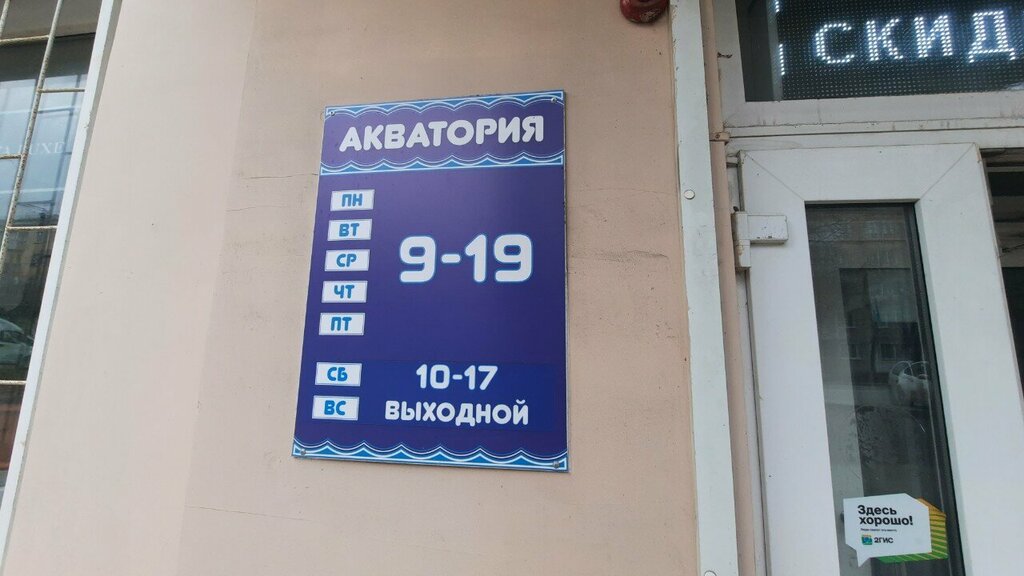 СКИД
АКВАТОРИЯ
ПН
ВТ
СР
ЧТ
ПТ
9-19
СБ 10-17
ВС ВЫХОДНОЙ
Здесь
хорошо!
2ГИС